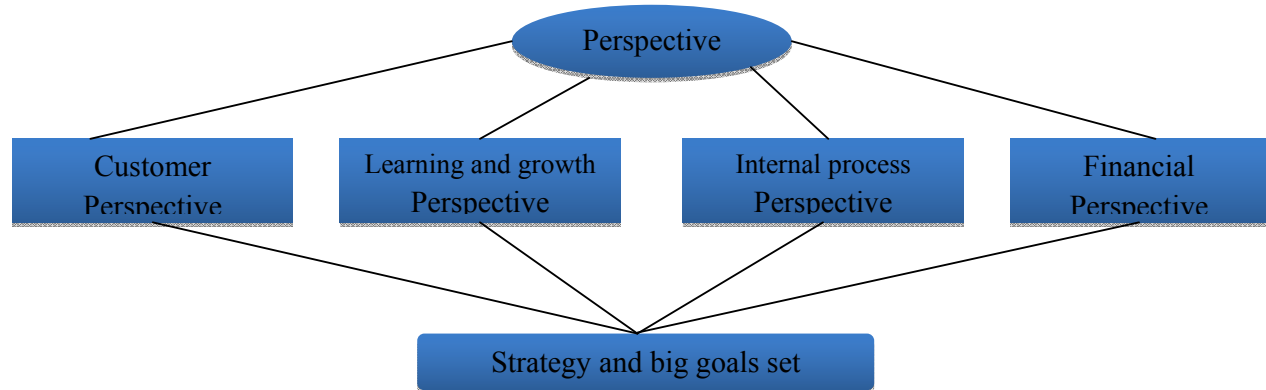 Perspective
Customer
Perspective
Learning and growth
Perspective
Internal process
Perspective
Financial
Perspective
Strategy and big goals set